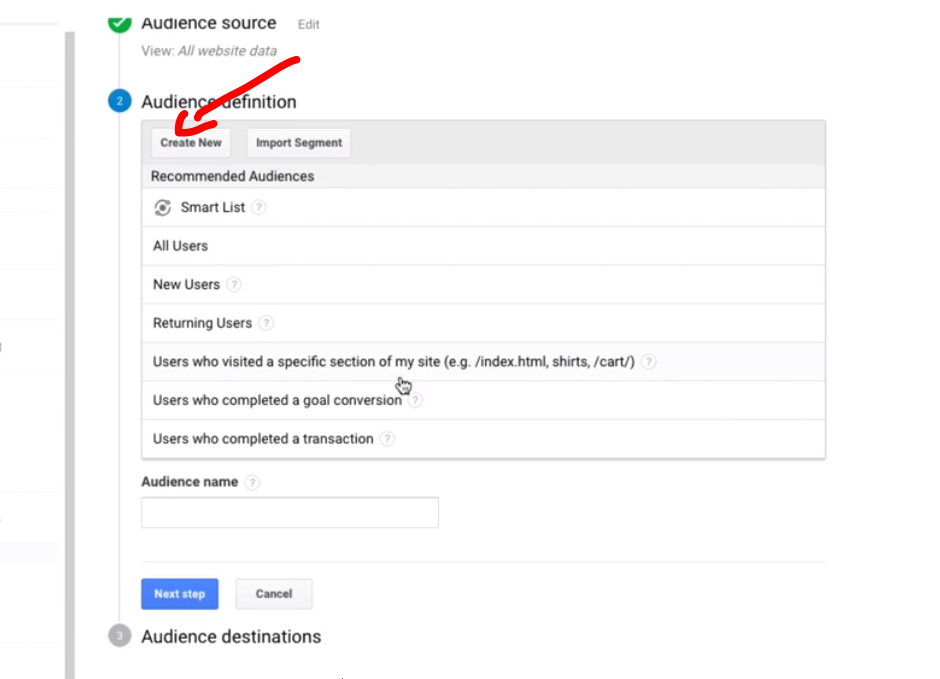 Audience source Edit
View: All website data
2 Audience definition
Create New Import Segment
Recommended Audiences
Smart List ?
All Users
New Users ?
Returning Users ?
Users who visited a specific section of my site (e.g. /index.html, shirts, /cart/) ?
Users who completed a goal conversion ?
Users who completed a transaction ?
Audience name ?
Next step Cancel
3 Audience destinations